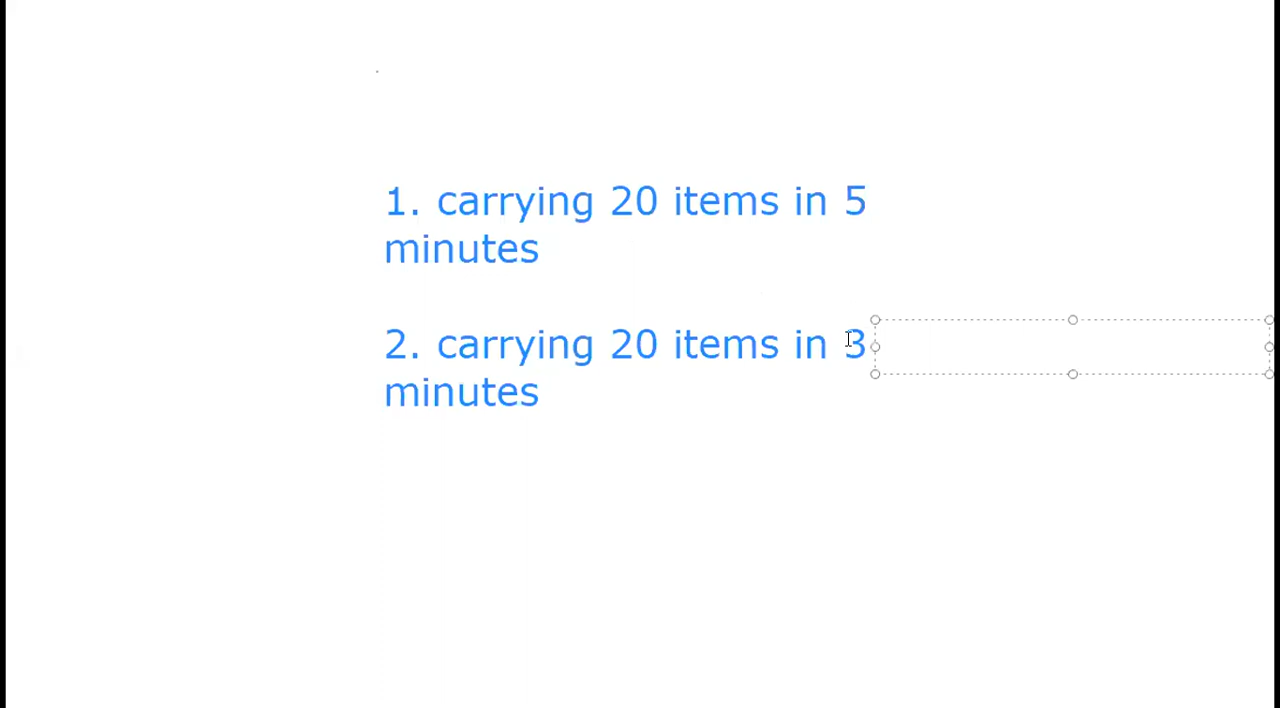 1. carrying 20 items in 5
minutes
2. carrying 20 items in 3
minutes